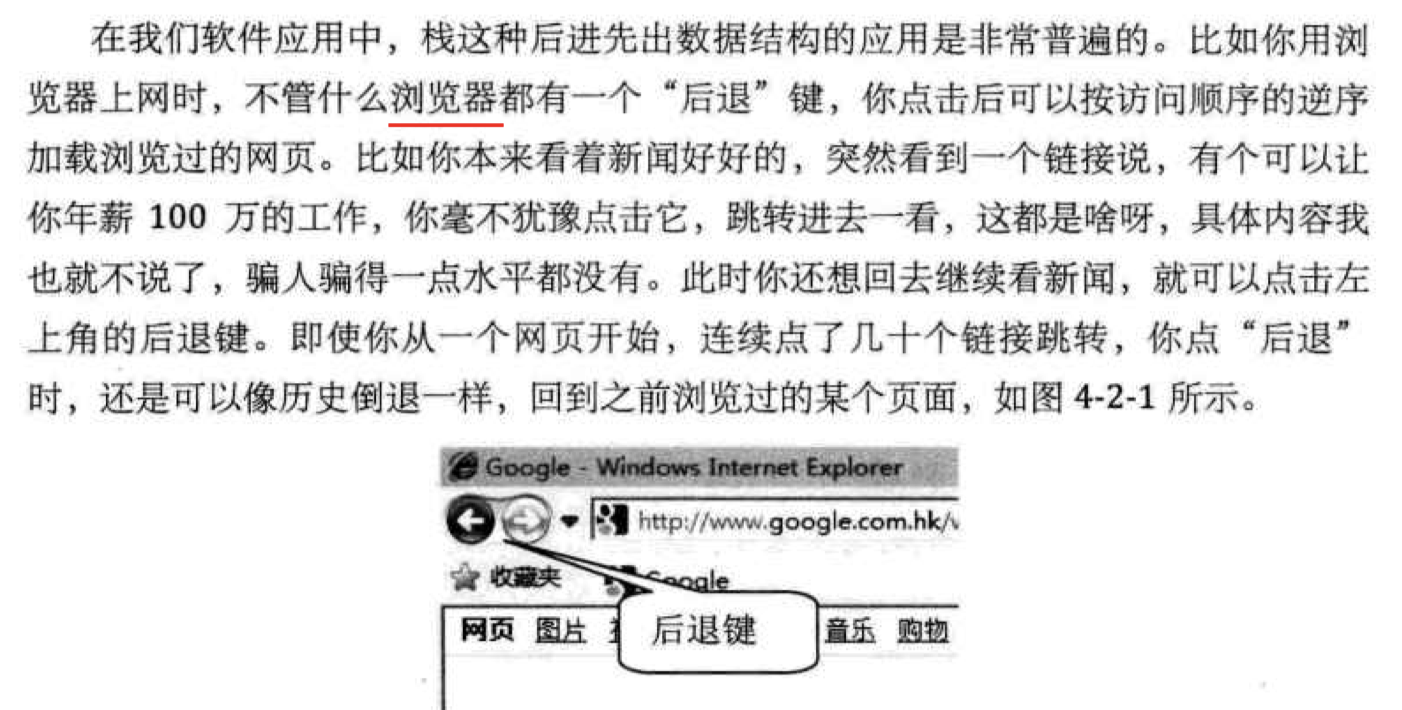 在我们软件应用中，栈这种后进先出数据结构的应用是非常普遍的。比如你用浏
览器上网时，不管什么浏览器都有一个“后退”键，你点击后可以按访问顺序的逆序
加载浏览过的网页。比如你本来看着新闻好好的，突然看到一个链接说，有个可以让
你年薪 100 万的工作，你毫不犹豫点击它，跳转进去一看，这都是啥呀，具体内容我
也就不说了，骗人骗得一点水平都没有。此时你还想回去继续看新闻，就可以点击左
上角的后退键。即使你从一个网页开始，连续点了几十个链接跳转，你点“后退”
时，还是可以像历史倒退一样，回到之前浏览过的某个页面，如图 4-2-1 所示。
Google - Windows Internet Explorer
http://www.google.com.hk/
收藏夹 Google
网页 图片 后退键 音乐 购物